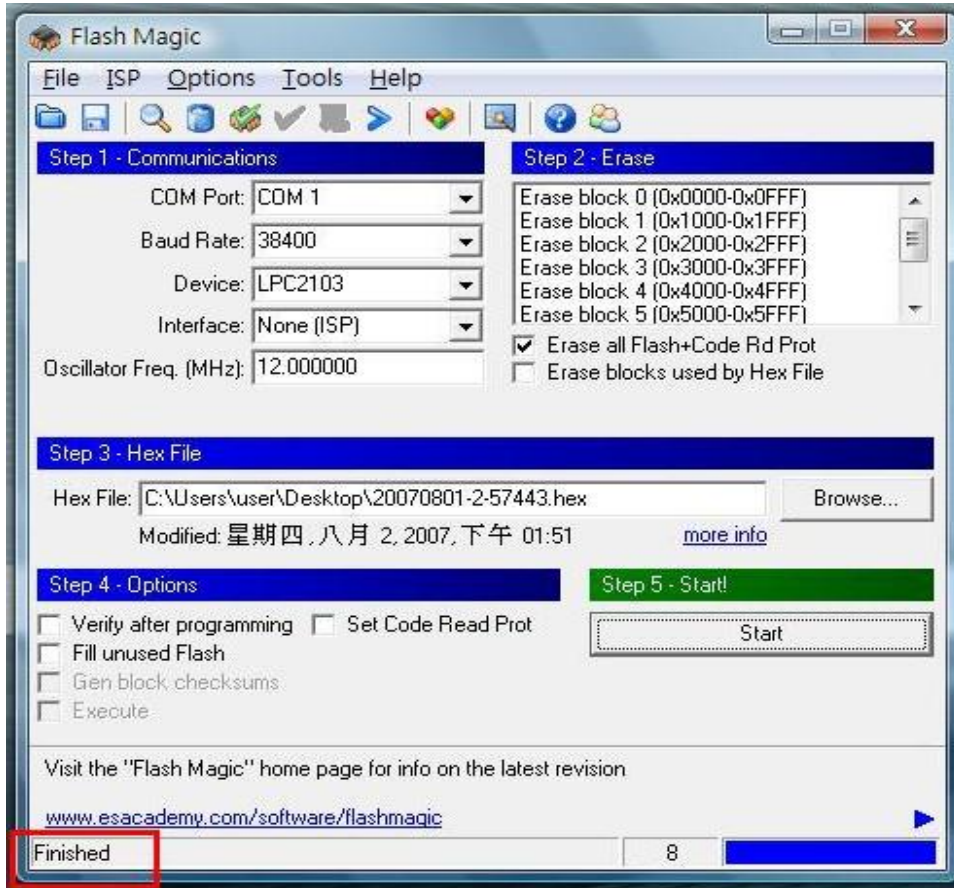 Flash Magic
File ISP Options Tools Help
Step 1 - Communications
COM Port: COM 1
Baud Rate: 38400
Device: LPC2103
Interface: None (ISP)
Oscillator Freq. (MHz): 12.000000
Step 2 - Erase
Erase block 0 (0x0000-0x0FFF)
Erase block 1 (0x1000-0x1FFF)
Erase block 2 (0x2000-0x2FFF)
Erase block 3 (0x3000-0x3FFF)
Erase block 4 (0x4000-0x4FFF)
Erase block 5 (0x5000-0x5FFF)
Erase all Flash+Code Rd Prot
Erase blocks used by Hex File
Step 3 - Hex File
Hex File: C:\Users\user\Desktop\20070801-2-57443.hex Browse...
Modified: 星期四, 八月 2, 2007, 下午 01:51 more info
Step 4 - Options
Verify after programming Set Code Read Prot
Fill unused Flash
Gen block checksums
Execute
Step 5 - Start!
Start
Visit the "Flash Magic" home page for info on the latest revision
www.esacademy.com/software/flashmagic
Finished 8